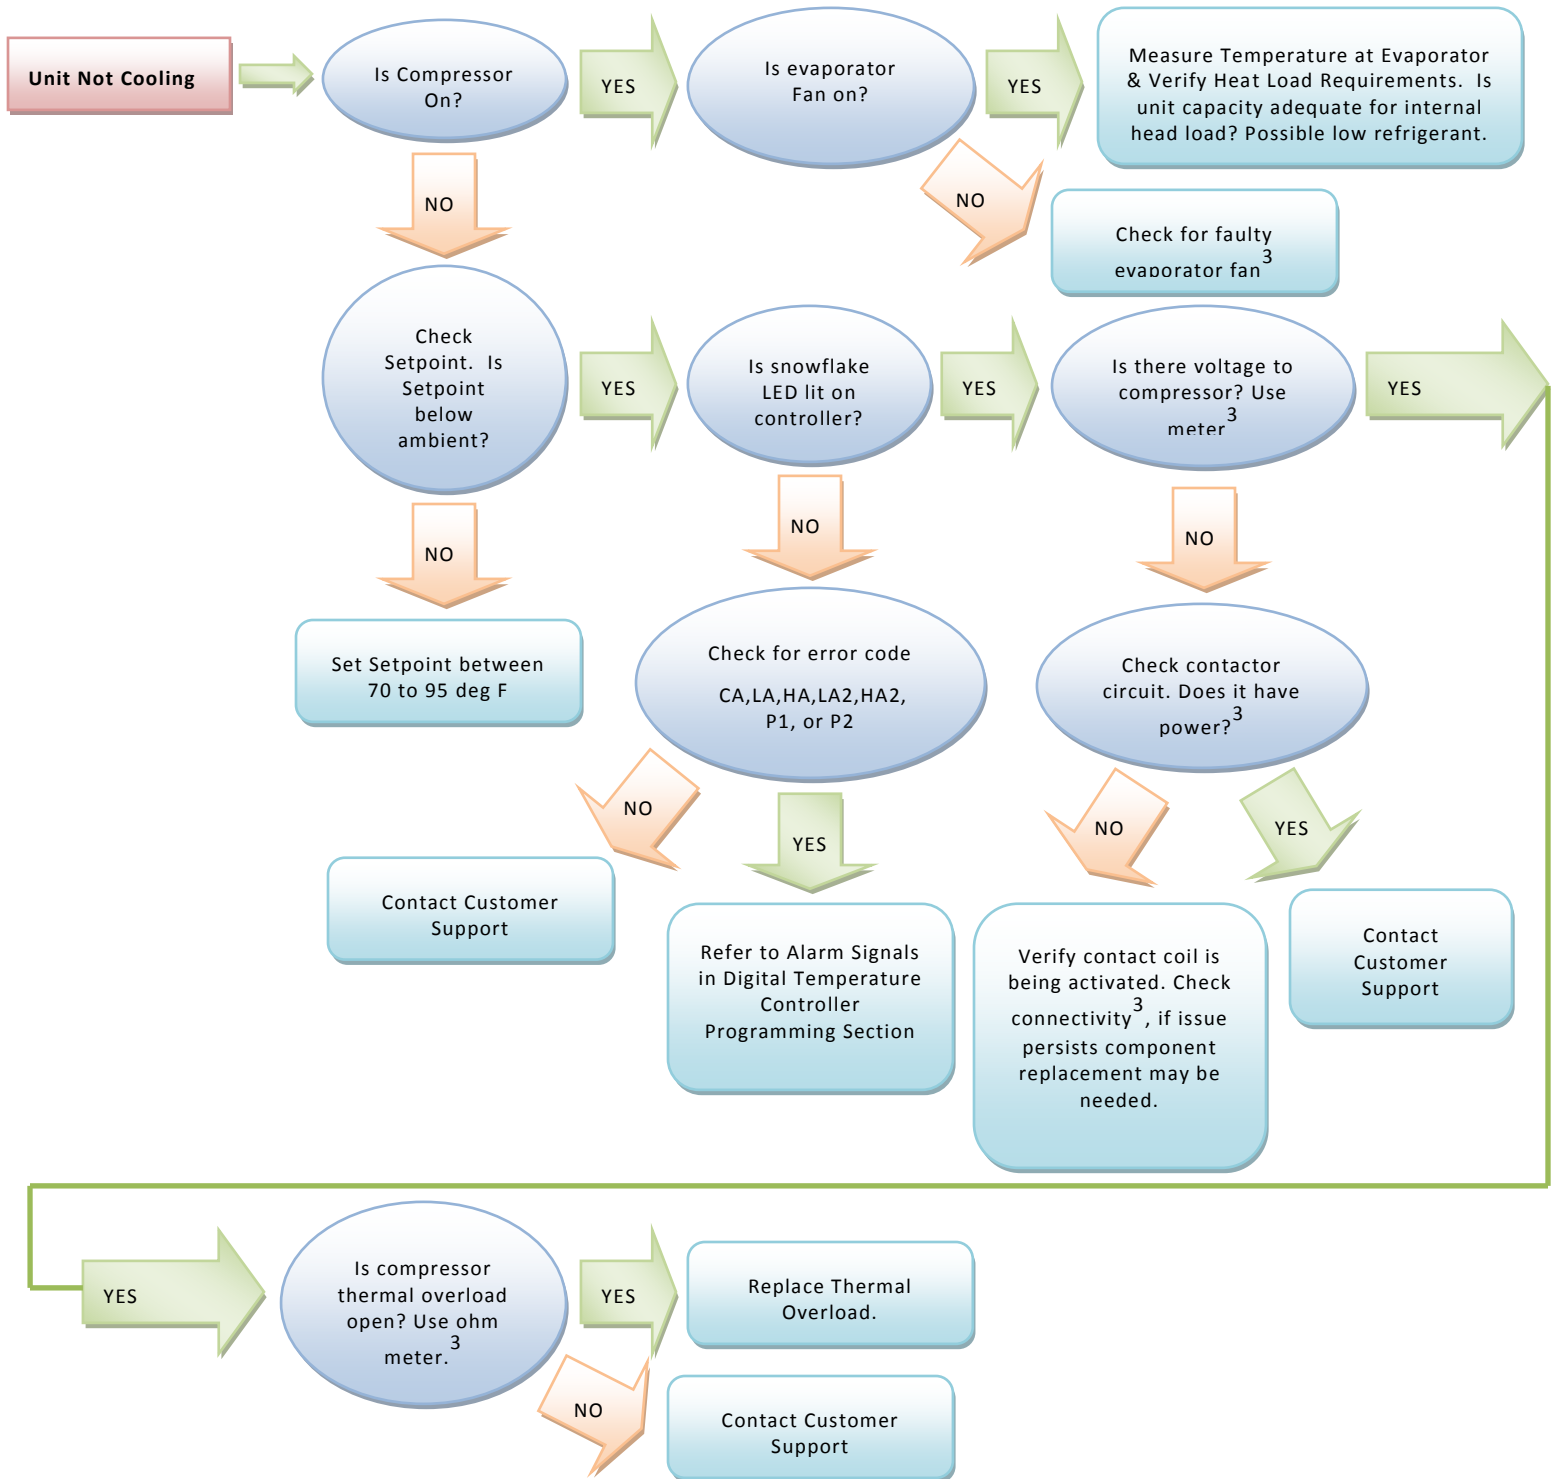 Unit Not Cooling
Is Compressor
On?
YES
Is evaporator
Fan on?
YES
Measure Temperature at Evaporator
& Verify Heat Load Requirements.  Is
unit capacity adequate for internal
head load? Possible low refrigerant.
NO
NO
Check for faulty
evaporator fan3
Check
Setpoint.  Is
Setpoint
below
ambient?
YES
Is snowflake
LED lit on
controller?
YES
Is there voltage to
compressor? Use
meter3
YES
NO
NO
NO
Set Setpoint between
70 to 95 deg F
Check for error code
CA,LA,HA,LA2,HA2,
P1, or P2
Check contactor
circuit. Does it have
power?3
NO
YES
NO
YES
Contact Customer
Support
Refer to Alarm Signals
in Digital Temperature
Controller
Programming Section
Verify contact coil is
being activated. Check
connectivity3, if issue
persists component
replacement may be
needed.
Contact
Customer
Support
YES
Is compressor
thermal overload
open? Use ohm
meter.3
YES
Replace Thermal
Overload.
NO
Contact Customer
Support